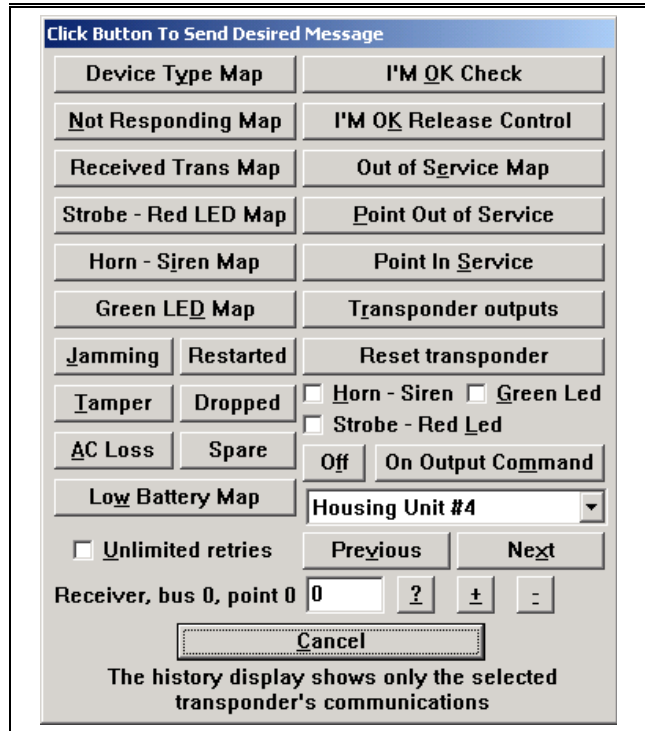 Click Button To Send Desired Message
Device Type Map
I'M OK Check
Not Responding Map
I'M OK Release Control
Received Trans Map
Out of Service Map
Strobe - Red LED Map
Point Out of Service
Horn - Siren Map
Point In Service
Green LED Map
Transponder outputs
Jamming
Restarted
Reset transponder
Tamper
Dropped
Horn - Siren
Green Led
Strobe - Red Led
AC Loss
Spare
Off
On Output Command
Low Battery Map
Housing Unit #4
Unlimited retries
Previous
Next
Receiver, bus 0, point 0
0
?
+
-
Cancel
The history display shows only the selected
transponder's communications